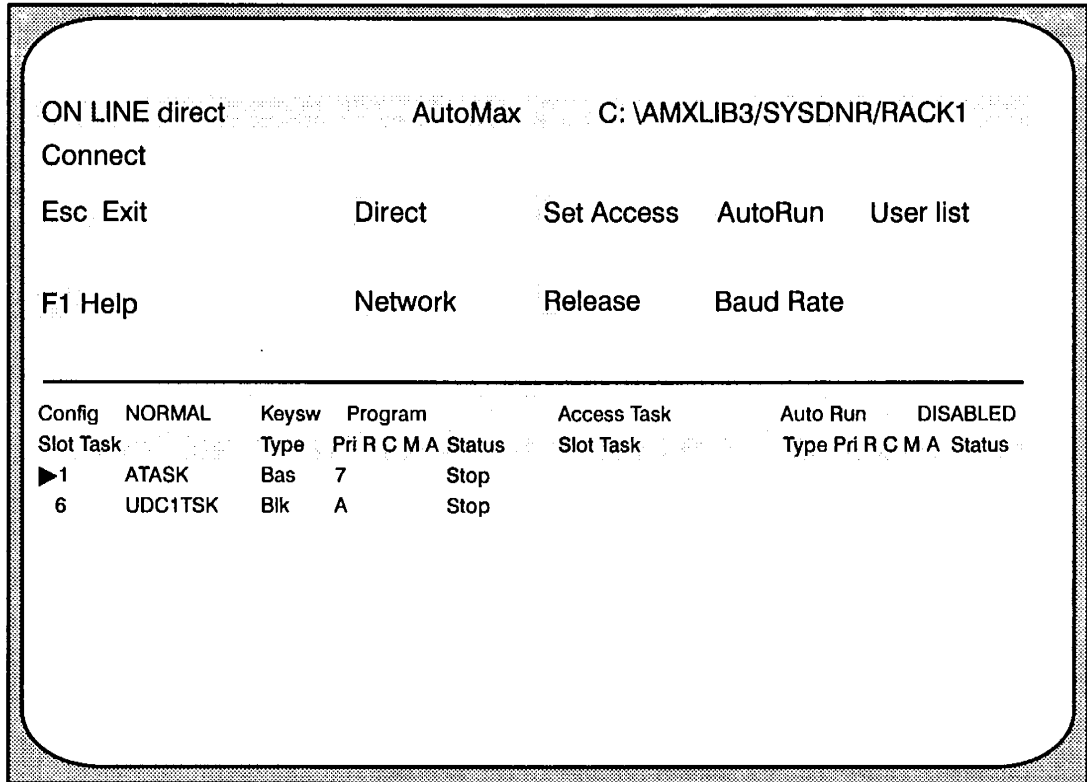 ON LINE direct AutoMax C: \AMXLIB3/SYSDNR/RACK1
Connect
Esc Exit Direct Set Access AutoRun User list
F1 Help Network Release Baud Rate
Config NORMAL Keysw Program Access Task Auto Run DISABLED
Slot Task Type Pri R C M A Status Slot Task Type Pri R C M A Status
▶1 ATASK Bas 7 Stop
6 UDC1TSK Blk A Stop